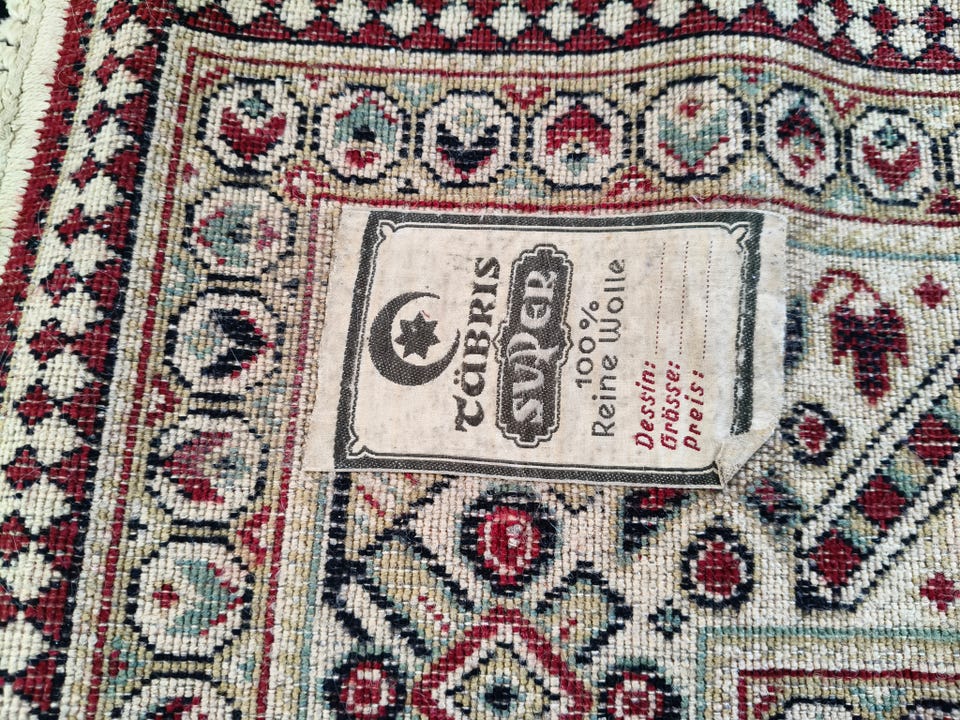 Täbris
SUPER
100%
Reine Wolle
Dessin:
Grösse:
Preis: